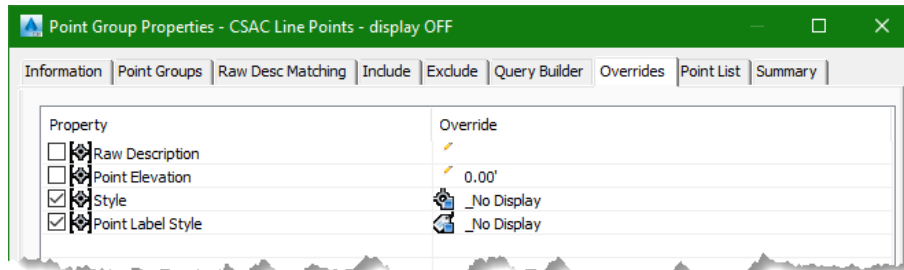 Point Group Properties - CSAC Line Points - display OFF
Information Point Groups Raw Desc Matching Include Exclude Query Builder Overrides Point List Summary
Property Override
Raw Description
Point Elevation 0.00'
Style _No Display
Point Label Style _No Display